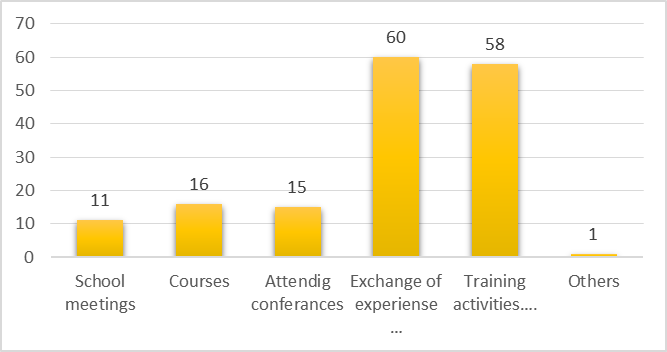 70
60
50
40
30
20
10
0
11
16
15
60
58
1
School
meetings
Courses
Attendig
conferances
Exchange of
experiense
...
Training
activities....
Others